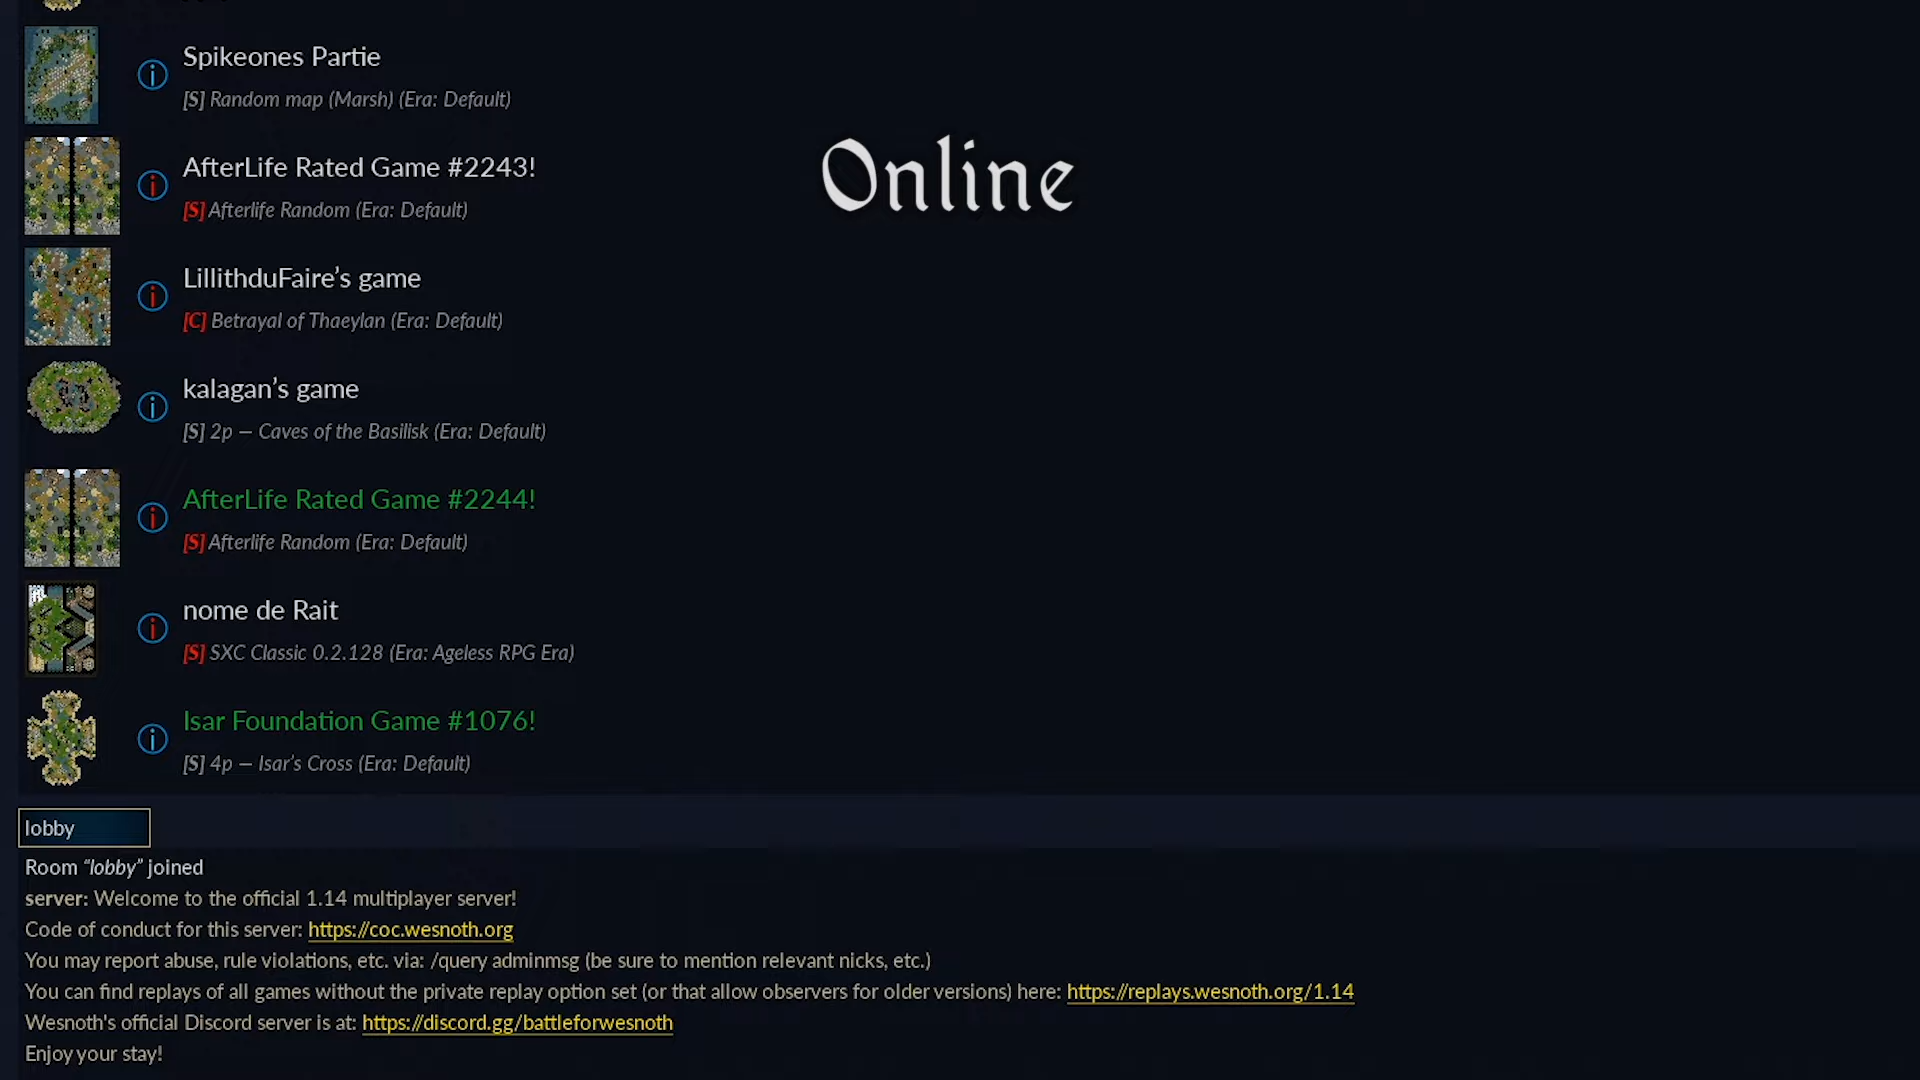 Spikeones Partie
[S] Random map (Marsh) (Era: Default)
Online
AfterLife Rated Game #2243!
[S] Afterlife Random (Era: Default)
LillithduFaire’s game
[C] Betrayal of Thaeylan (Era: Default)
kalagan’s game
[S] 2p — Caves of the Basilisk (Era: Default)
AfterLife Rated Game #2244!
[S] Afterlife Random (Era: Default)
nome de Rait
[S] SXC Classic 0.2.128 (Era: Ageless RPG Era)
Isar Foundation Game #1076!
[S] 4p — Isar’s Cross (Era: Default)
lobby
Room “lobby” joined
server: Welcome to the official 1.14 multiplayer server!
Code of conduct for this server: https://coc.wesnoth.org
You may report abuse, rule violations, etc. via: /query adminmsg (be sure to mention relevant nicks, etc.)
You can find replays of all games without the private replay option set (or that allow observers for older versions) here: https://replays.wesnoth.org/1.14
Wesnoth's official Discord server is at: https://discord.gg/battleforwesnoth
Enjoy your stay!